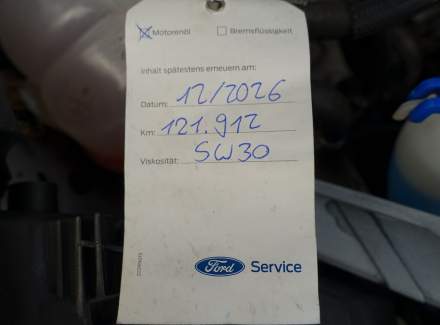 Motorenöl Bremsflüssigkeit
Inhalt spätestens erneuern am:
Datum: 12/2026
Km: 121.912
Viskosität: 5W30
Ford Service